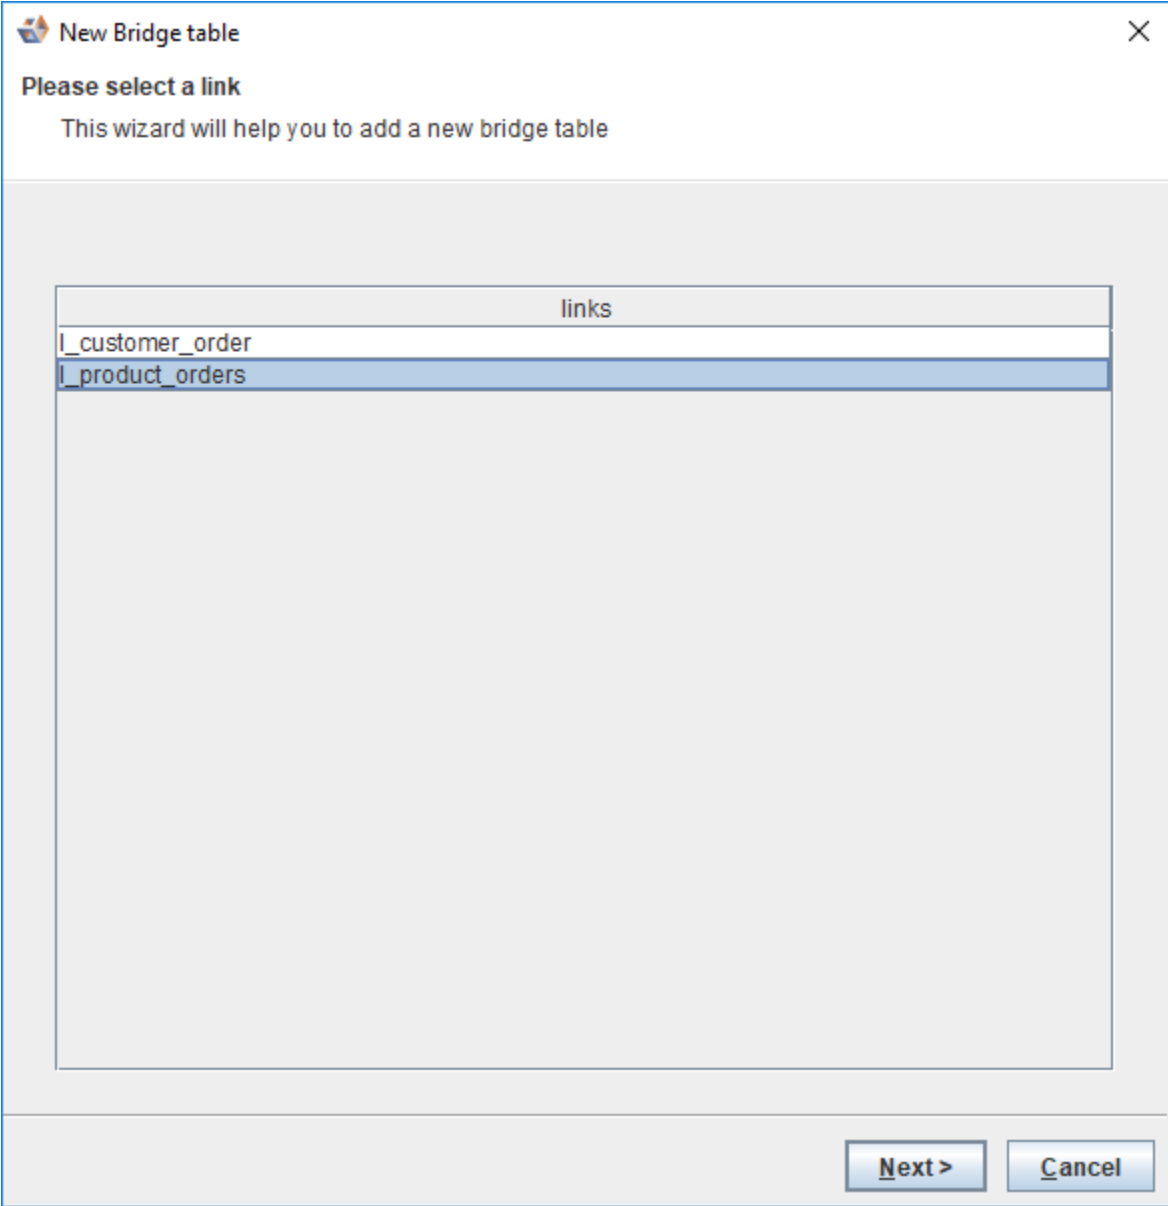 New Bridge table
Please select a link
This wizard will help you to add a new bridge table
links
l_customer_order
l_product_orders
Next >
Cancel